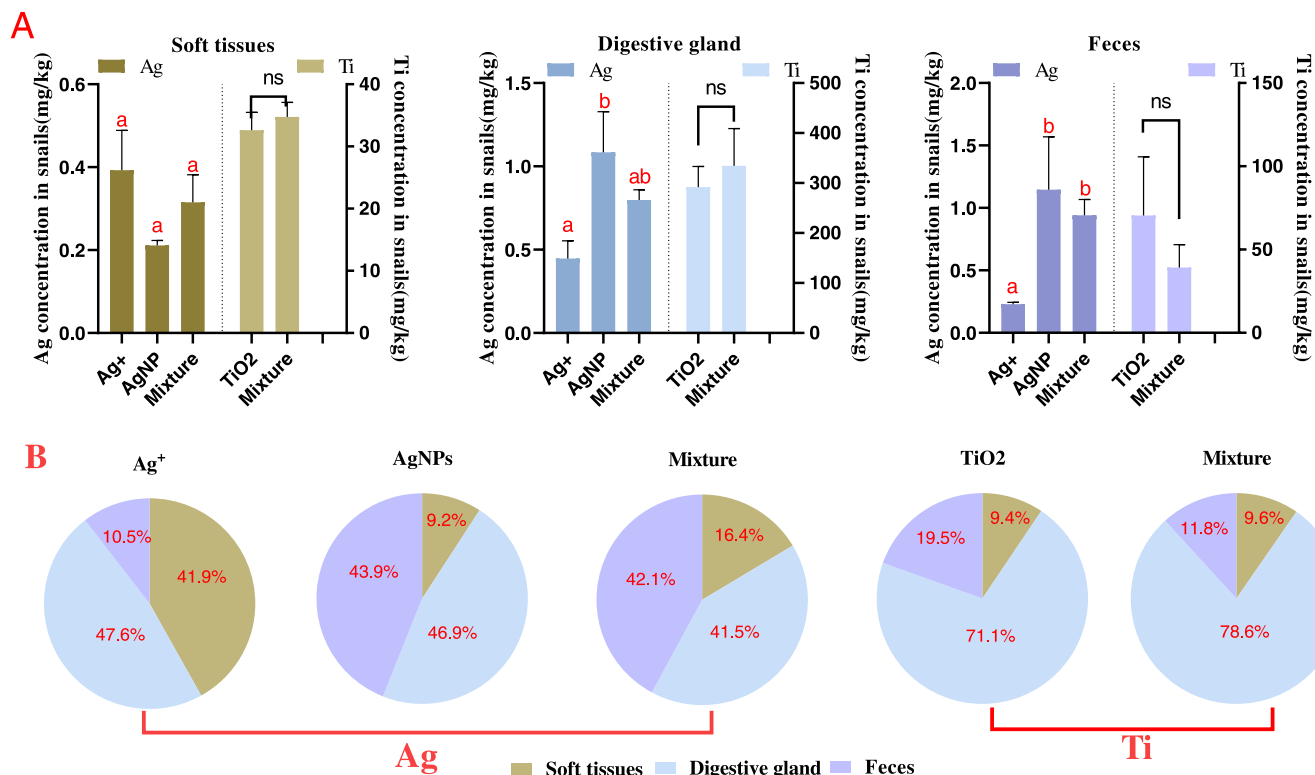 A
Soft tissues
Ag
Ti
ns
0.6
0.4
0.2
0.0
40
30
20
10
0
a
a
a
Ag concentration in snails(mg/kg)
Ti concentration in snails(mg/kg)
Ag+
AgNP
Mixture
TiO2
Mixture
Digestive gland
Ag
Ti
ns
1.5
1.0
0.5
0.0
500
400
300
200
100
0
a
b
ab
Ag concentration in snails(mg/kg)
Ti concentration in snails(mg/kg)
Ag+
AgNP
Mixture
TiO2
Mixture
Feces
Ag
Ti
ns
2.0
1.5
1.0
0.5
0.0
150
100
50
0
a
b
b
Ag concentration in snails(mg/kg)
Ti concentration in snails(mg/kg)
Ag+
AgNP
Mixture
TiO2
Mixture
B
Ag⁺
10.5%
41.9%
47.6%
AgNPs
9.2%
43.9%
46.9%
Mixture
16.4%
42.1%
41.5%
TiO2
9.4%
19.5%
71.1%
Mixture
9.6%
11.8%
78.6%
Ag
Ti
Soft tissues
Digestive gland
Feces